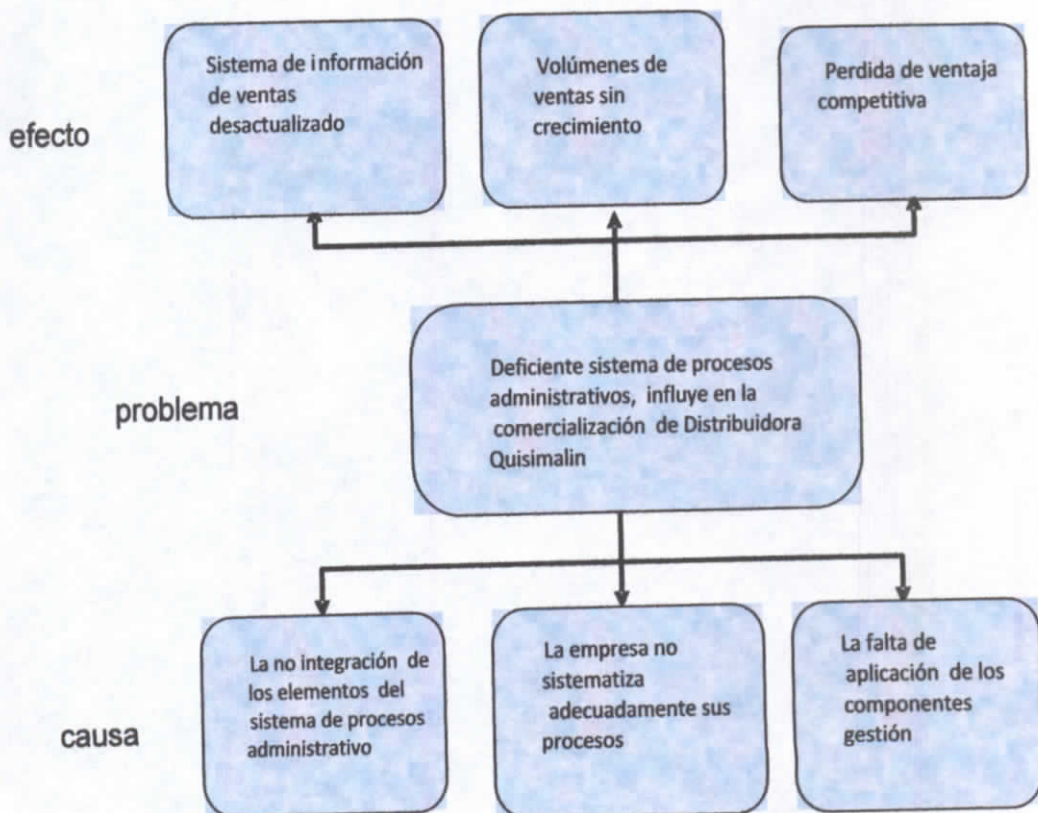 efecto
Sistema de información
de ventas
desactualizado
Volúmenes de
ventas sin
crecimiento
Perdida de ventaja
competitiva
problema
Deficiente sistema de procesos
administrativos, influye en la
comercialización de Distribuidora
Quisimalin
causa
La no integración de
los elementos del
sistema de procesos
administrativo
La empresa no
sistematiza
adecuadamente sus
procesos
La falta de
aplicación de los
componentes
gestión